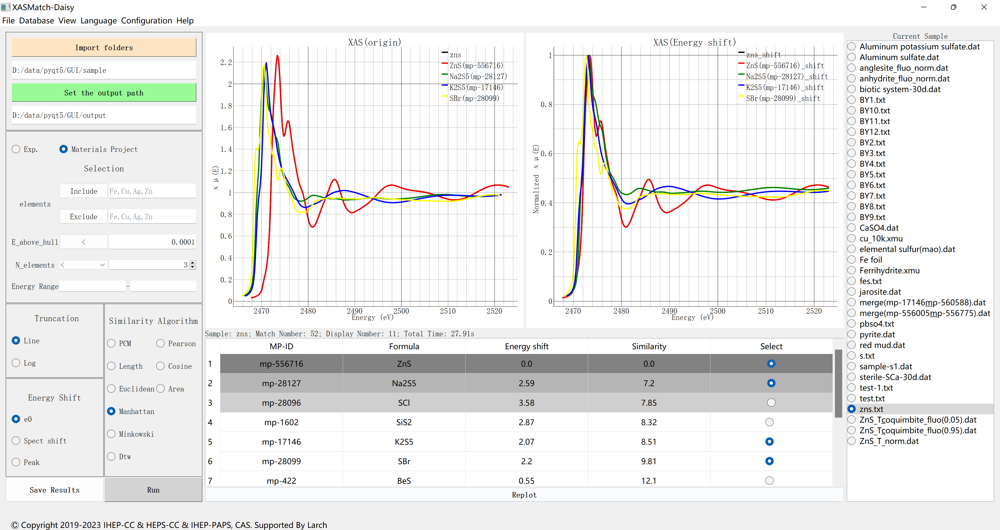 XASMatch-Daisy
File Database View Language Configuration Help
Import folders
D:/data/pyqt5/GUI/sample
Set the output path
D:/data/pyqt5/GUI/output
Exp. Materials Project
Selection
Include Fe,Cu,Ag,Zn
elements
Exclude Fe,Cu,Ag,Zn
E_above_hull < 0.0001
N_elements < 3
Energy Range –
Truncation
Line
Log
Energy Shift
e0
Spect shift
Peak
Similarity Algorithm
PCM Pearson
Length Cosine
Euclidean Area
Manhattan
Minkowski
Dtw
Save Results Run
XAS(origin)
zns
ZnS(mp-556716)
Na2S5(mp-28127)
K2S5(mp-17146)
SBr(mp-28099)
x μ(E)
2.2
2
1.8
1.6
1.4
1.2
1
0.8
0.6
0.4
0.2
0
2470 2480 2490 2500 2510 2520
Energy (eV)
XAS(Energy shift)
zns_shift
ZnS(mp-556716)_shift
Na2S5(mp-28127)_shift
K2S5(mp-17146)_shift
SBr(mp-28099)_shift
Normalized x μ(E)
1
0.8
0.6
0.4
0.2
0
2470 2480 2490 2500 2510 2520
Energy (eV)
Sample: zns; Match Number: 52; Display Number: 11; Total Time: 27.91s
MP-ID Formula Energy shift Similarity Select
1 mp-556716 ZnS 0.0 0.0
2 mp-28127 Na2S5 2.59 7.2
3 mp-28096 SCl 3.58 7.85
4 mp-1602 SiS2 2.87 8.32
5 mp-17146 K2S5 2.07 8.51
6 mp-28099 SBr 2.2 9.81
7 mp-422 BeS 0.55 12.1
Replot
Current Sample
Aluminum potassium sulfate.dat
Aluminum sulfate.dat
anglesite_fluo_norm.dat
anhydrite_fluo_norm.dat
biotic system-30d.dat
BY1.txt
BY10.txt
BY11.txt
BY12.txt
BY2.txt
BY3.txt
BY4.txt
BY5.txt
BY6.txt
BY7.txt
BY8.txt
BY9.txt
CaSO4.dat
cu_10k.xmu
elemental sulfur(mao).dat
Fe foil
Ferrihydrite.xmu
fes.txt
jarosite.dat
merge(mp-17146mp-560588).dat
merge(mp-556005mp-556775).dat
pbso4.txt
pyrite.dat
red mud.dat
s.txt
sample-s1.dat
sterile-SCa-30d.dat
test-1.txt
test.txt
zns.txt
ZnS_Tcoquimbite_fluo(0.05).dat
ZnS_Tcoquimbite_fluo(0.95).dat
ZnS_T_norm.dat
© Copyright 2019-2023 IHEP-CC & HEPS-CC & IHEP-PAPS, CAS. Supported By Larch